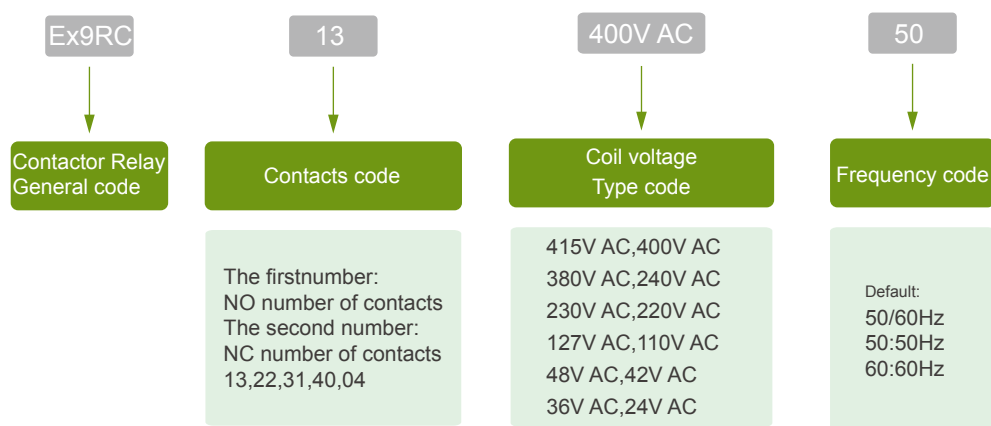 Ex9RC
13
400V AC
50
Contactor Relay
General code
Contacts code
Coil voltage
Type code
Frequency code
The firstnumber:
NO number of contacts
The second number:
NC number of contacts
13,22,31,40,04
415V AC,400V AC
380V AC,240V AC
230V AC,220V AC
127V AC,110V AC
48V AC,42V AC
36V AC,24V AC
Default:
50/60Hz
50:50Hz
60:60Hz